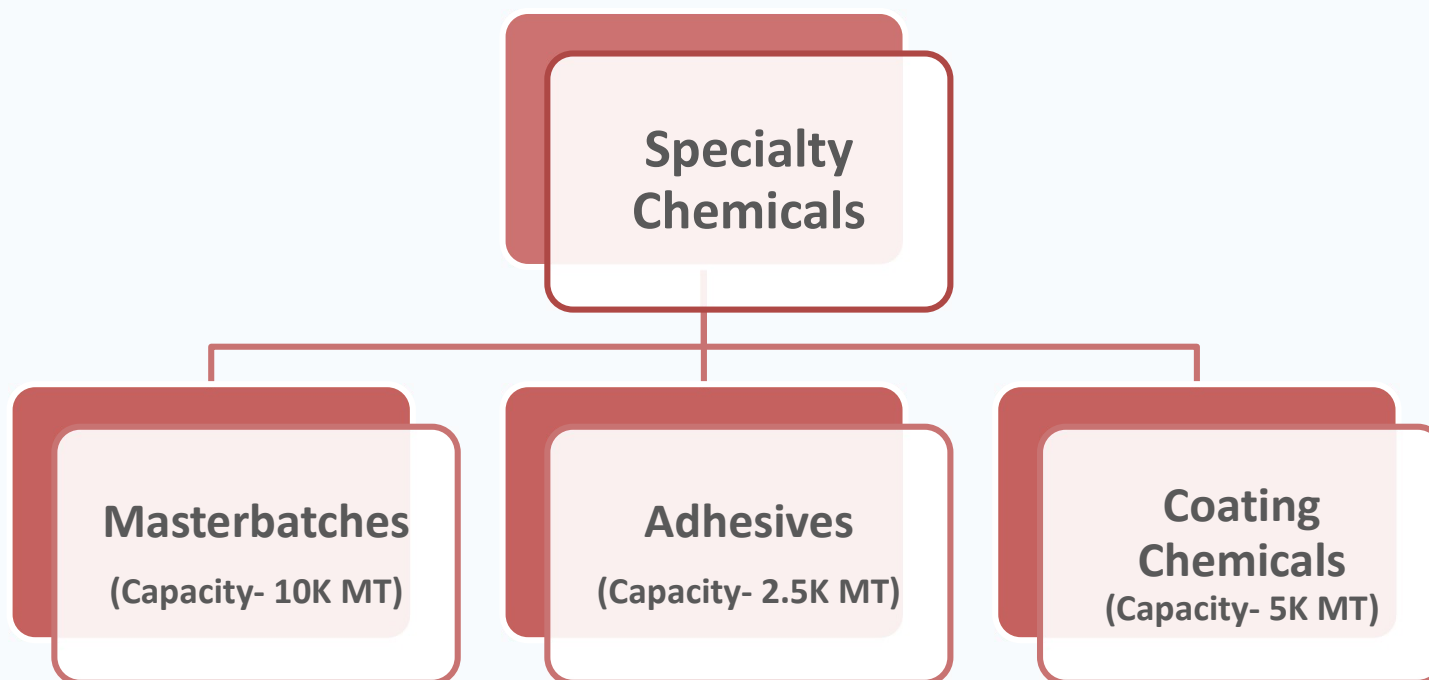 Specialty
Chemicals
Masterbatches
(Capacity- 10K MT)
Adhesives
(Capacity- 2.5K MT)
Coating
Chemicals
(Capacity- 5K MT)